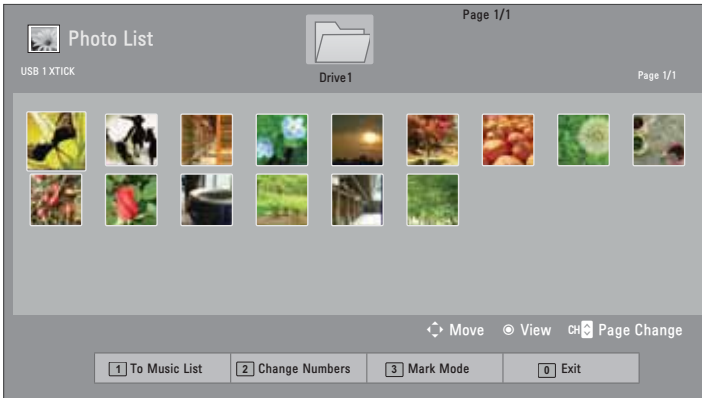 Page 1/1
Photo List
USB 1 XTICK
Drive1
Page 1/1
Move View CH Page Change
1 To Music List 2 Change Numbers 3 Mark Mode 0 Exit